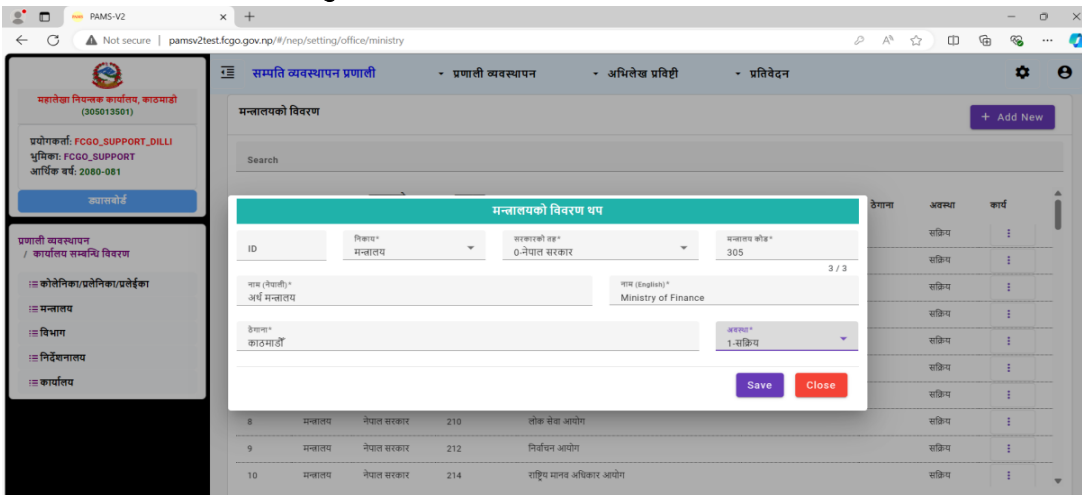 PAMS-V2
Not secure | pamsv2test.fcgo.gov.np/#/nep/setting/office/ministry
महालेखा नियन्त्रक कार्यालय, काठमाडौ
(305013501)
प्रयोगकर्ता: FCGO_SUPPORT_DILLI
भुमिका: FCGO_SUPPORT
आर्थिक वर्ष: 2080-081
ड्यासबोर्ड
प्रणाली व्यवस्थापन
/ कार्यालय सम्बन्धि विवरण
कोलेनिका/प्रलेनिका/प्रलेईका
मन्त्रालय
विभाग
निर्देशनालय
कार्यालय
सम्पति व्यवस्थापन प्रणाली
प्रणाली व्यवस्थापन
अभिलेख प्रविष्टी
प्रतिवेदन
मन्त्रालयको विवरण
+ Add New
Search
ठेगाना अवस्था कार्य
मन्त्रालयको विवरण थप
ID
निकाय*
मन्त्रालय
सरकारको तह*
0-नेपाल सरकार
मन्त्रालय कोड*
305
3 / 3
नाम (नेपाली)*
अर्थ मन्त्रालय
नाम (English)*
Ministry of Finance
ठेगाना*
काठमाडौँ
अवस्था*
1-सक्रिय
Save Close
सक्रिय
सक्रिय
सक्रिय
सक्रिय
सक्रिय
सक्रिय
सक्रिय
8 मन्त्रालय नेपाल सरकार 210 लोक सेवा आयोग सक्रिय
9 मन्त्रालय नेपाल सरकार 212 निर्वाचन आयोग सक्रिय
10 मन्त्रालय नेपाल सरकार 214 राष्ट्रिय मानव अधिकार आयोग सक्रिय